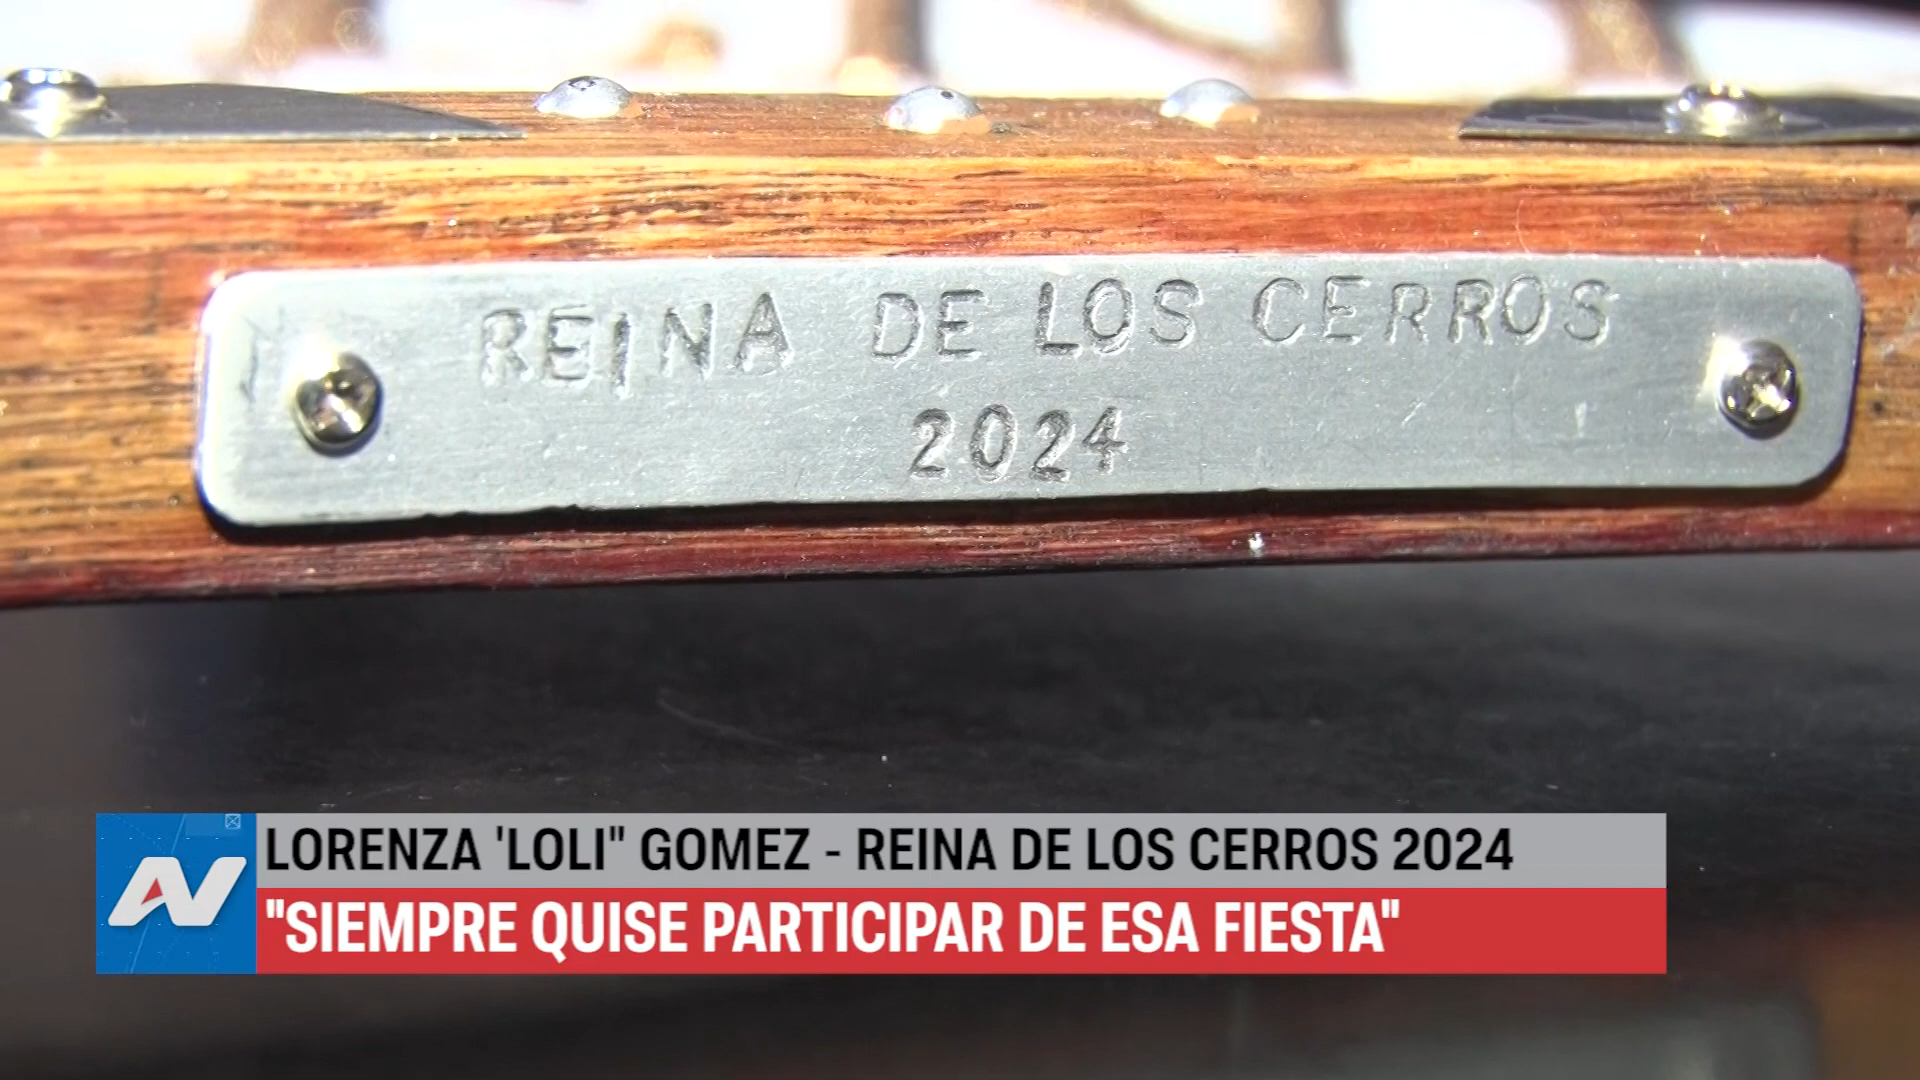 REINA DE LOS CERROS
2024
LORENZA 'LOLI" GOMEZ - REINA DE LOS CERROS 2024
"SIEMPRE QUISE PARTICIPAR DE ESA FIESTA"